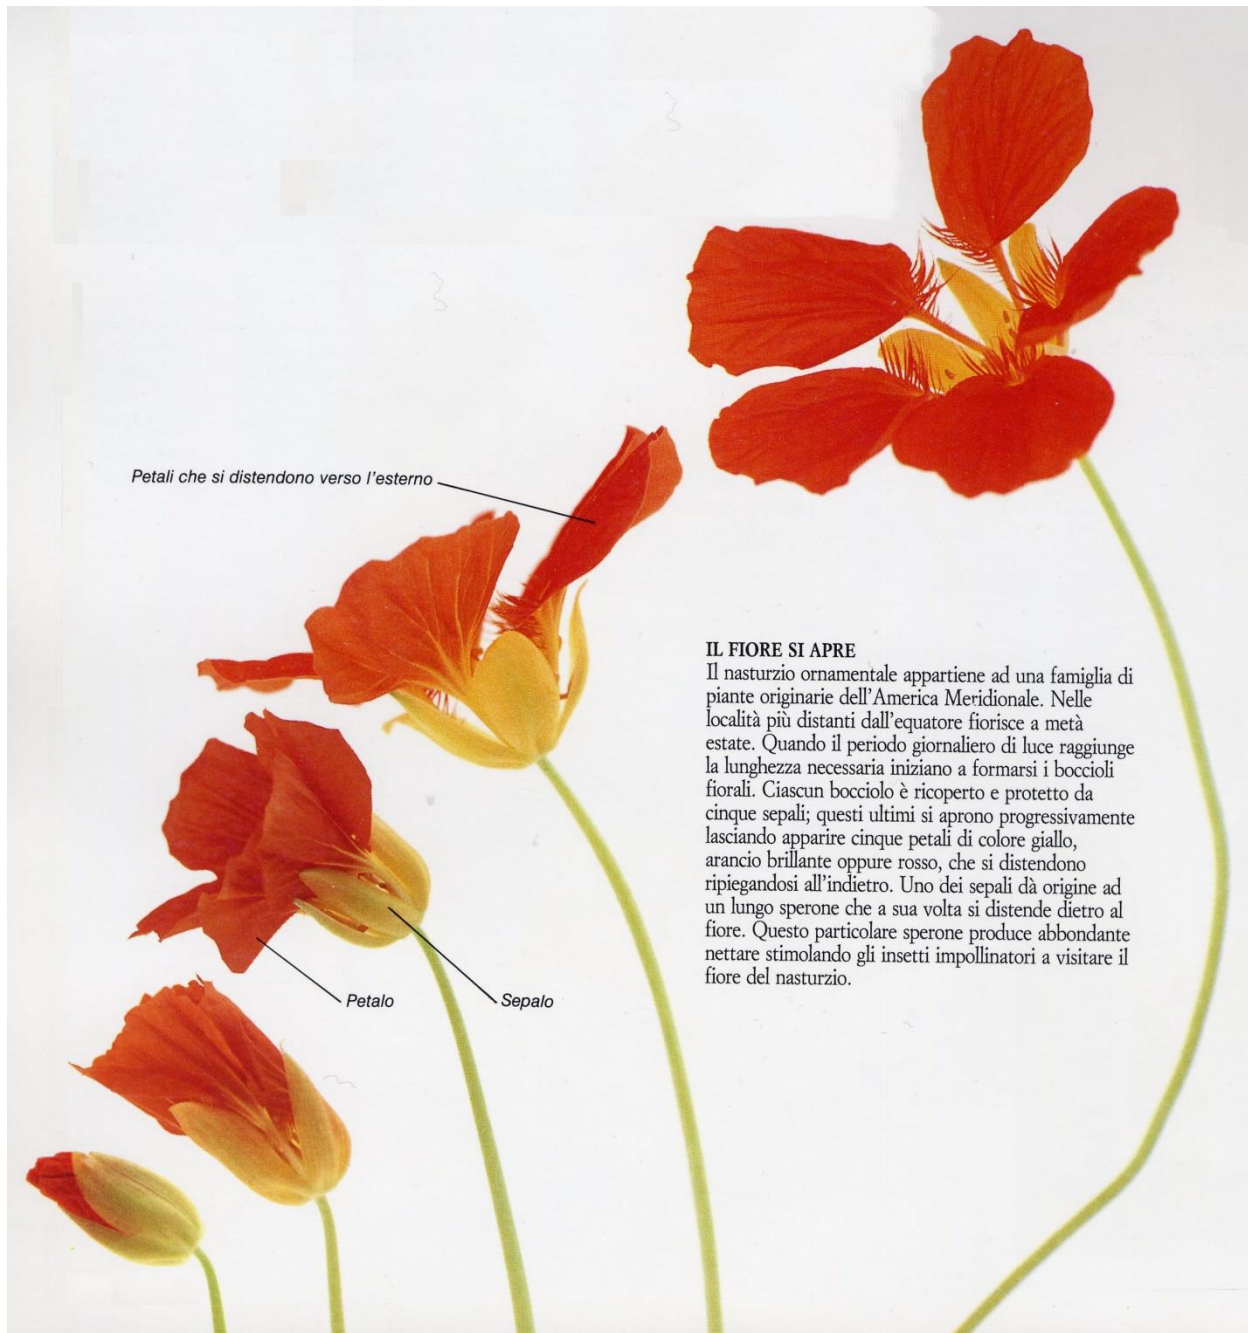 Petali che si distendono verso l'esterno
IL FIORE SI APRE
Il nasturzio ornamentale appartiene ad una famiglia di
piante originarie dell'America Meridionale. Nelle
località più distanti dall'equatore fiorisce a metà
estate. Quando il periodo giornaliero di luce raggiunge
la lunghezza necessaria iniziano a formarsi i boccioli
fiorali. Ciascun bocciolo è ricoperto e protetto da
cinque sepali; questi ultimi si aprono progressivamente
lasciando apparire cinque petali di colore giallo,
arancio brillante oppure rosso, che si distendono
ripiegandosi all'indietro. Uno dei sepali dà origine ad
un lungo sperone che a sua volta si distende dietro al
fiore. Questo particolare sperone produce abbondante
nettare stimolando gli insetti impollinatori a visitare il
fiore del nasturzio.
Petalo
Sepalo